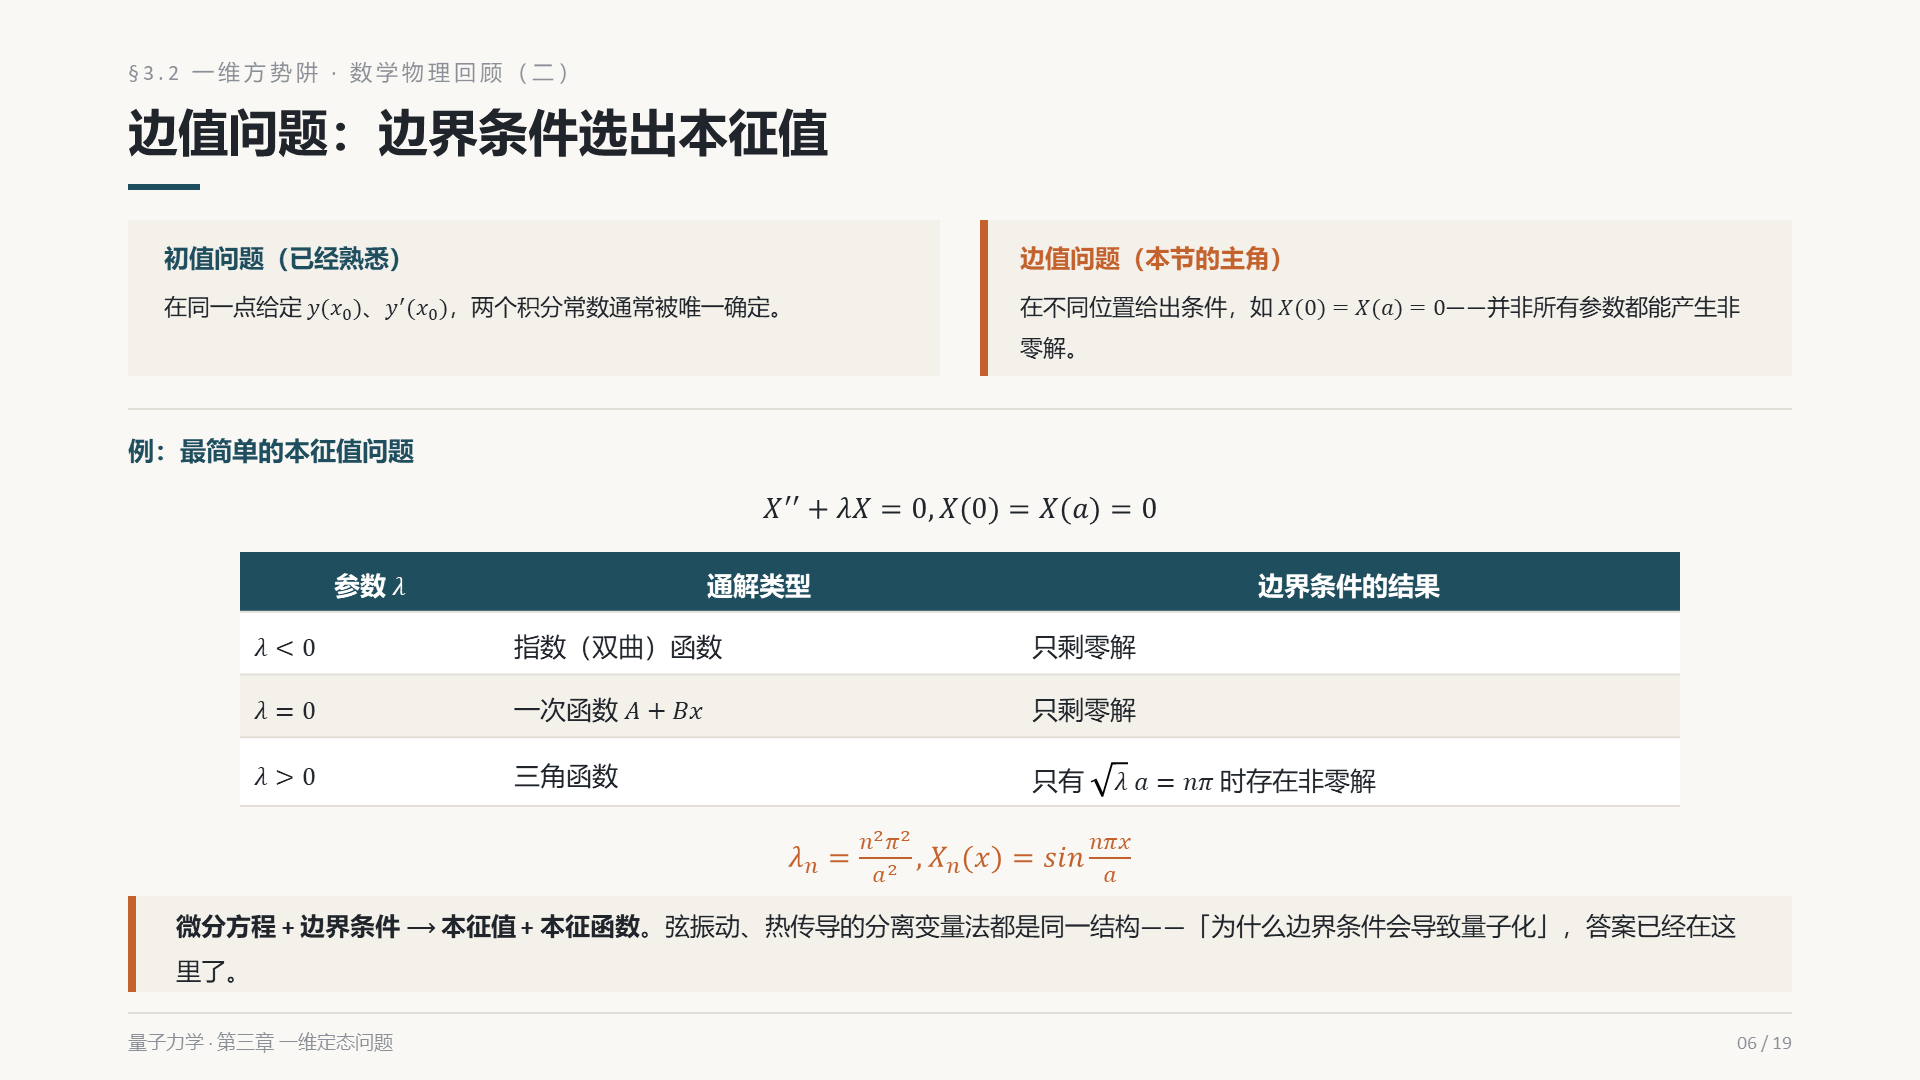 §3.2 一维方势阱 · 数学物理回顾（二）
边值问题：边界条件选出本征值
初值问题（已经熟悉）
在同一点给定 y(x₀)、y′(x₀)，两个积分常数通常被唯一确定。
边值问题（本节的主角）
在不同位置给出条件，如 X(0) = X(a) = 0——并非所有参数都能产生非
零解。
例：最简单的本征值问题
X′′ + λX = 0, X(0) = X(a) = 0
参数 λ 通解类型 边界条件的结果
λ < 0 指数（双曲）函数 只剩零解
λ = 0 一次函数 A + Bx 只剩零解
λ > 0 三角函数 只有 √λ a = nπ 时存在非零解
λₙ = n²π²/a², Xₙ(x) = sin nπx/a
微分方程 + 边界条件 ⟶ 本征值 + 本征函数。弦振动、热传导的分离变量法都是同一结构——「为什么边界条件会导致量子化」，答案已经在这
里了。
量子力学 · 第三章 一维定态问题
06 / 19